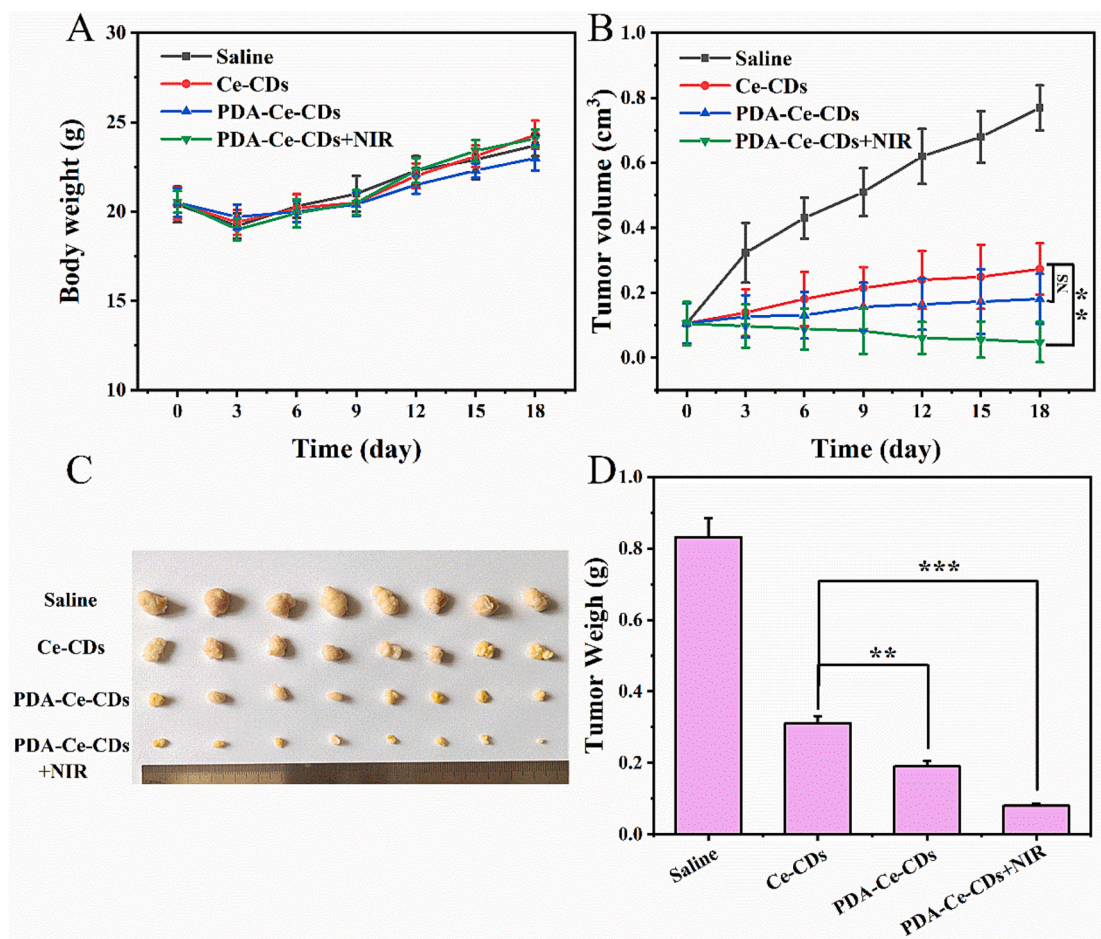 A
30
25
20
15
10
Body weight (g)
Saline
Ce-CDs
PDA-Ce-CDs
PDA-Ce-CDs+NIR
0 3 6 9 12 15 18
Time (day)
B
1.0
0.8
0.6
0.4
0.2
0.0
Tumor volume (cm³)
Saline
Ce-CDs
PDA-Ce-CDs
PDA-Ce-CDs+NIR
NS
**
0 3 6 9 12 15 18
Time (day)
C
Saline
Ce-CDs
PDA-Ce-CDs
PDA-Ce-CDs
+NIR
D
1.0
0.8
0.6
0.4
0.2
0.0
Tumor Weigh (g)
***
**
Saline
Ce-CDs
PDA-Ce-CDs
PDA-Ce-CDs+NIR